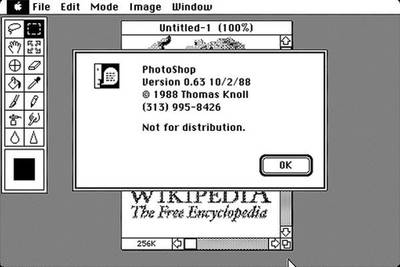 File Edit Mode Image Window
Untitled-1 (100%)
PhotoShop
Version 0.63 10/2/88
© 1988 Thomas Knoll
(313) 995-8426
Not for distribution.
OK
WIKIPEDIA
The Free Encyclopedia
256K